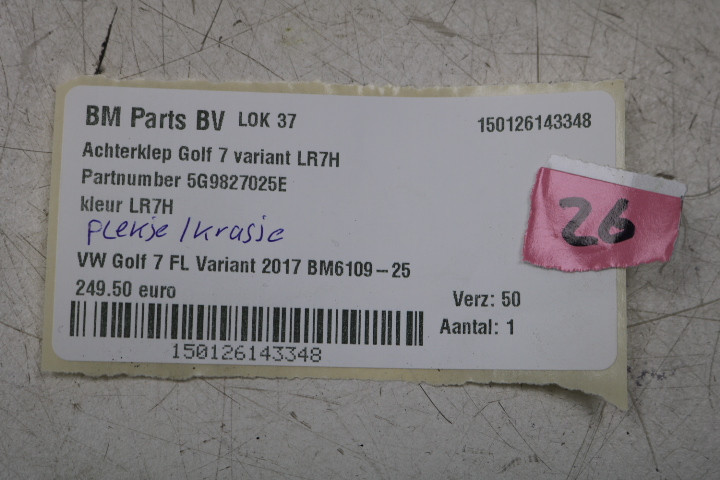 BM Parts BV LOK 37 150126143348
Achterklep Golf 7 variant LR7H
Partnumber 5G9827025E
kleur LR7H
plekje / krasje
26
VW Golf 7 FL Variant 2017 BM6109-25
249.50 euro Verz: 50
Aantal: 1
150126143348